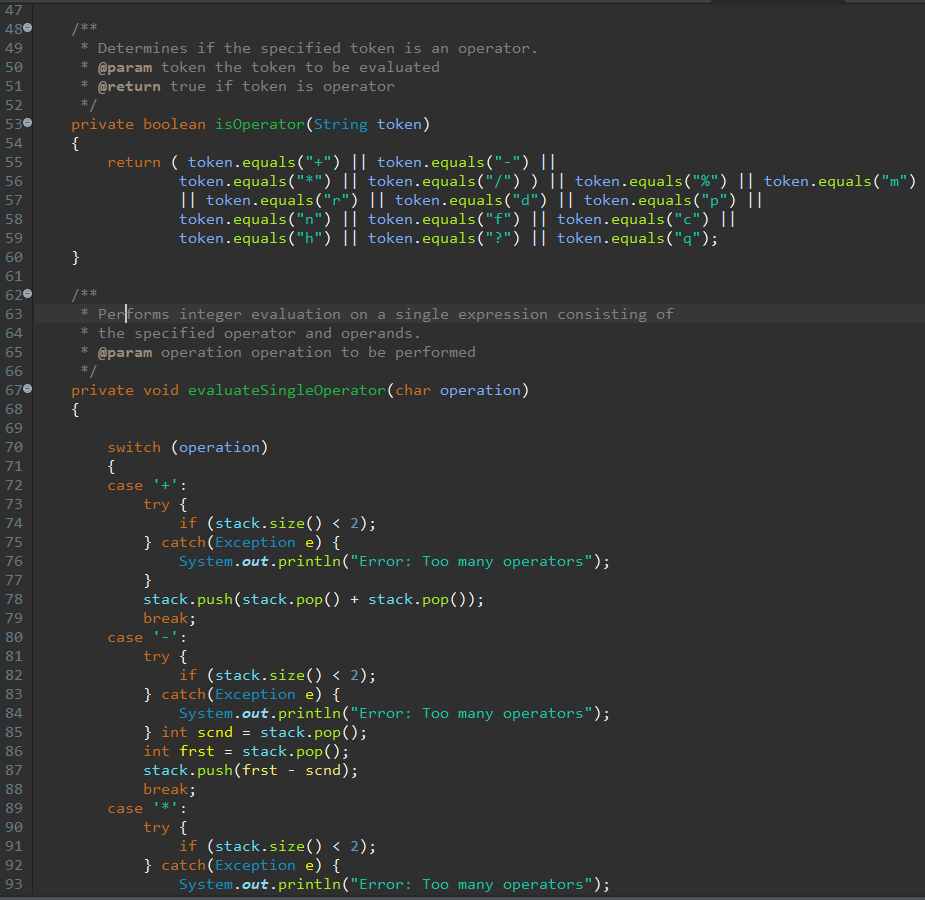 47
48 /**
49 * Determines if the specified token is an operator.
50 * @param token the token to be evaluated
51 * @return true if token is operator
52 */
53 private boolean isOperator(String token)
54 {
55 return ( token.equals("+") || token.equals("-") ||
56 token.equals("*") || token.equals("/") ) || token.equals("%") || token.equals("m")
57 || token.equals("r") || token.equals("d") || token.equals("p") ||
58 token.equals("n") || token.equals("f") || token.equals("c") ||
59 token.equals("h") || token.equals("?") || token.equals("q");
60 }
61
62 /**
63 * Performs integer evaluation on a single expression consisting of
64 * the specified operator and operands.
65 * @param operation operation to be performed
66 */
67 private void evaluateSingleOperator(char operation)
68 {
69
70 switch (operation)
71 {
72 case '+':
73 try {
74 if (stack.size() < 2);
75 } catch(Exception e) {
76 System.out.println("Error: Too many operators");
77 }
78 stack.push(stack.pop() + stack.pop());
79 break;
80 case '-':
81 try {
82 if (stack.size() < 2);
83 } catch(Exception e) {
84 System.out.println("Error: Too many operators");
85 } int scnd = stack.pop();
86 int frst = stack.pop();
87 stack.push(frst - scnd);
88 break;
89 case '*':
90 try {
91 if (stack.size() < 2);
92 } catch(Exception e) {
93 System.out.println("Error: Too many operators");